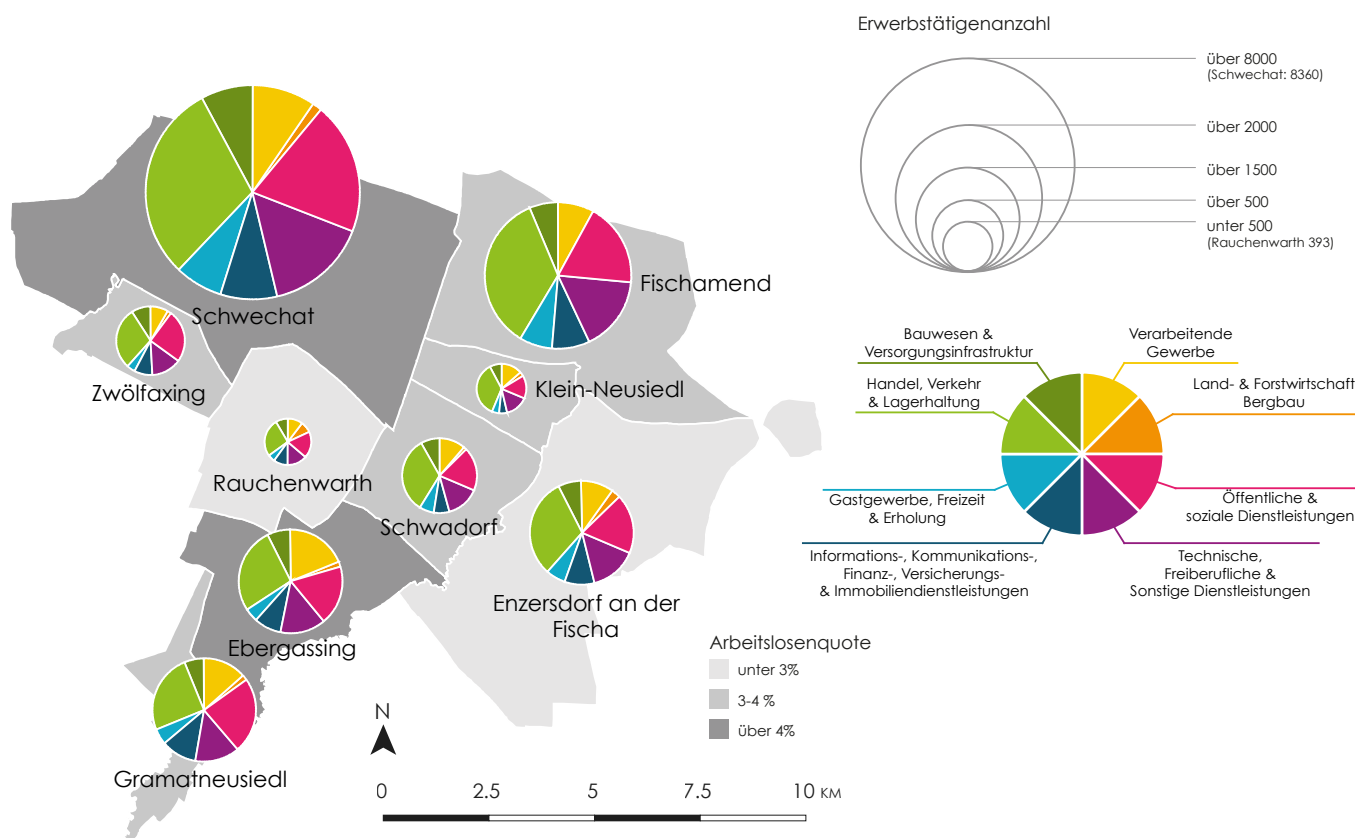 Erwerbstätigenanzahl
über 8000
(Schwechat: 8360)
über 2000
über 1500
über 500
unter 500
(Rauchenwarth 393)
Schwechat
Fischamend
Zwölfaxing
Klein-Neusiedl
Rauchenwarth
Schwadorf
Enzersdorf an der
Fischa
Ebergassing
Gramatneusiedl
Bauwesen &
Versorgungsinfrastruktur
Verarbeitende
Gewerbe
Handel, Verkehr
& Lagerhaltung
Land- & Forstwirtschaft
Bergbau
Gastgewerbe, Freizeit
& Erholung
Öffentliche &
soziale Dienstleistungen
Informations-, Kommunikations-,
Finanz-, Versicherungs-
& Immobiliendienstleistungen
Technische,
Freiberufliche &
Sonstige Dienstleistungen
Arbeitslosenquote
unter 3%
3-4 %
über 4%
N
0 2.5 5 7.5 10 KM